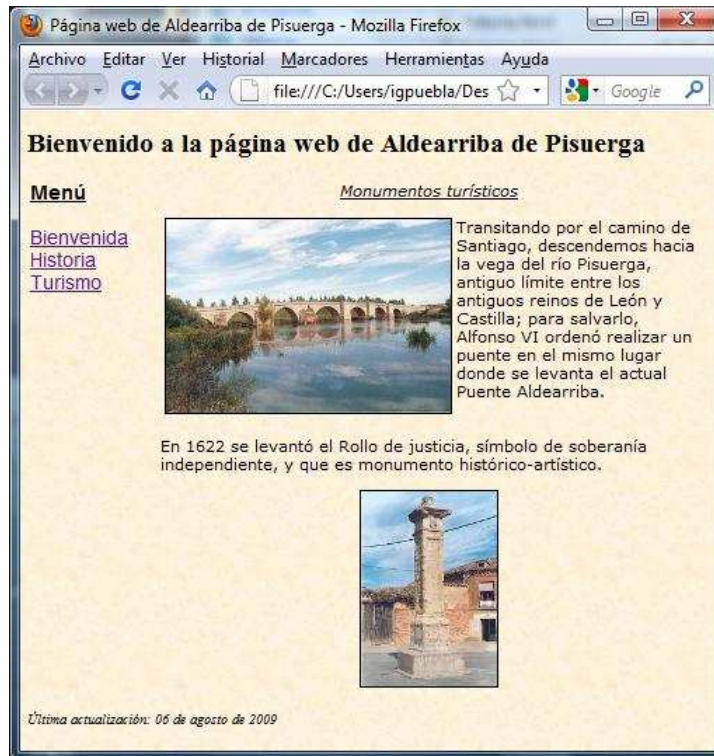 Página web de Aldearriba de Pisuerga - Mozilla Firefox
Archivo Editar Ver Historial Marcadores Herramientas Ayuda
file:///C:/Users/igpuebla/Des
Google
Bienvenido a la página web de Aldearriba de Pisuerga
Menú
Bienvenida
Historia
Turismo
Monumentos turísticos
Transitando por el camino de
Santiago, descendemos hacia
la vega del río Pisuerga,
antiguo límite entre los
antiguos reinos de León y
Castilla; para salvarlo,
Alfonso VI ordenó realizar un
puente en el mismo lugar
donde se levanta el actual
Puente Aldearriba.
En 1622 se levantó el Rollo de justicia, símbolo de soberanía
independiente, y que es monumento histórico-artístico.
Última actualización: 06 de agosto de 2009